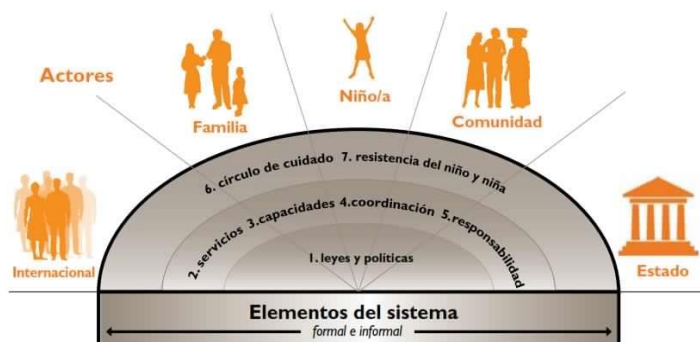 Actores
Familia
Niño/a
Comunidad
Internacional
Estado
6. círculo de cuidado
7. resistencia del niño y niña
2. servicios
3.capacidades
4.coordinación
5.responsabilidad
1. leyes y políticas
Elementos del sistema
formal e informal